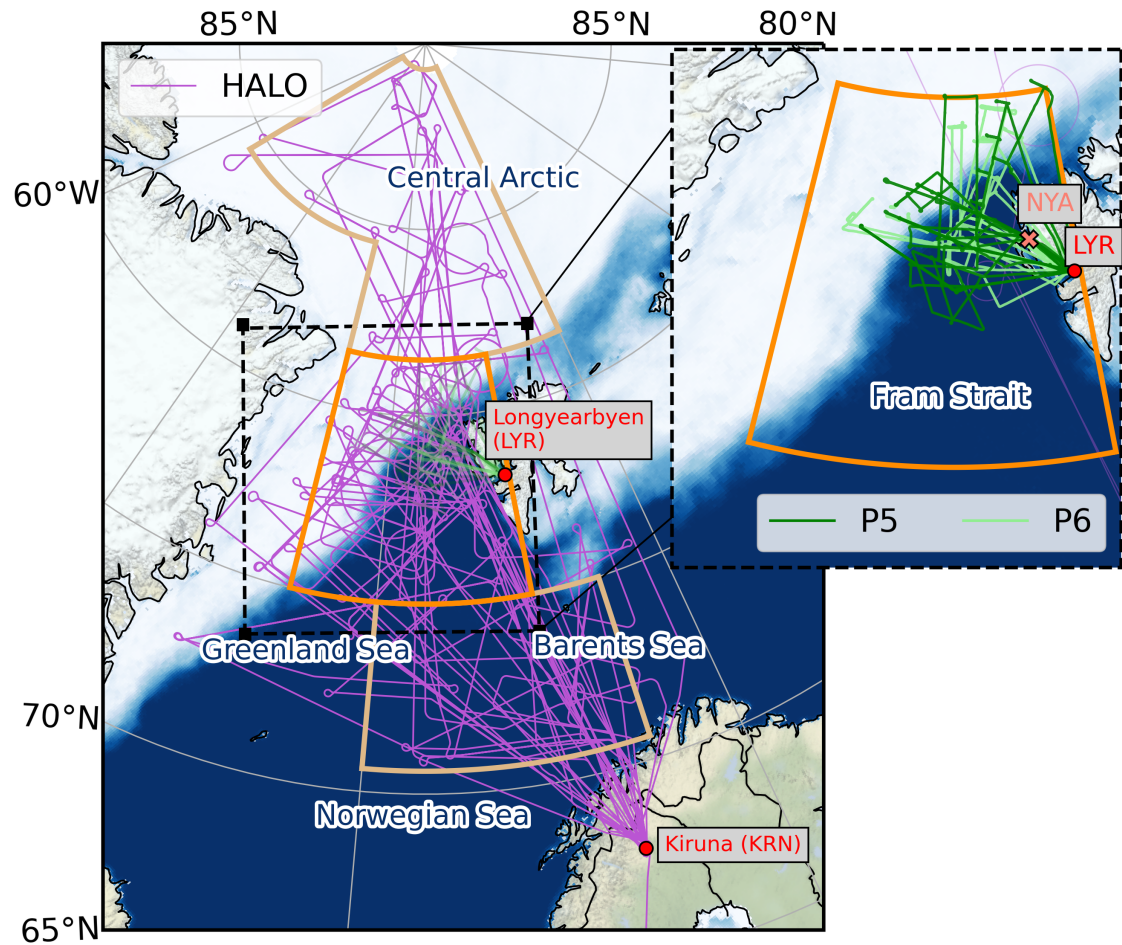 85°N
85°N
80°N
HALO
60°W
Central Arctic
NYA
LYR
Longyearbyen
(LYR)
Fram Strait
P5
P6
Greenland Sea
Barents Sea
70°N
Norwegian Sea
Kiruna (KRN)
65°N